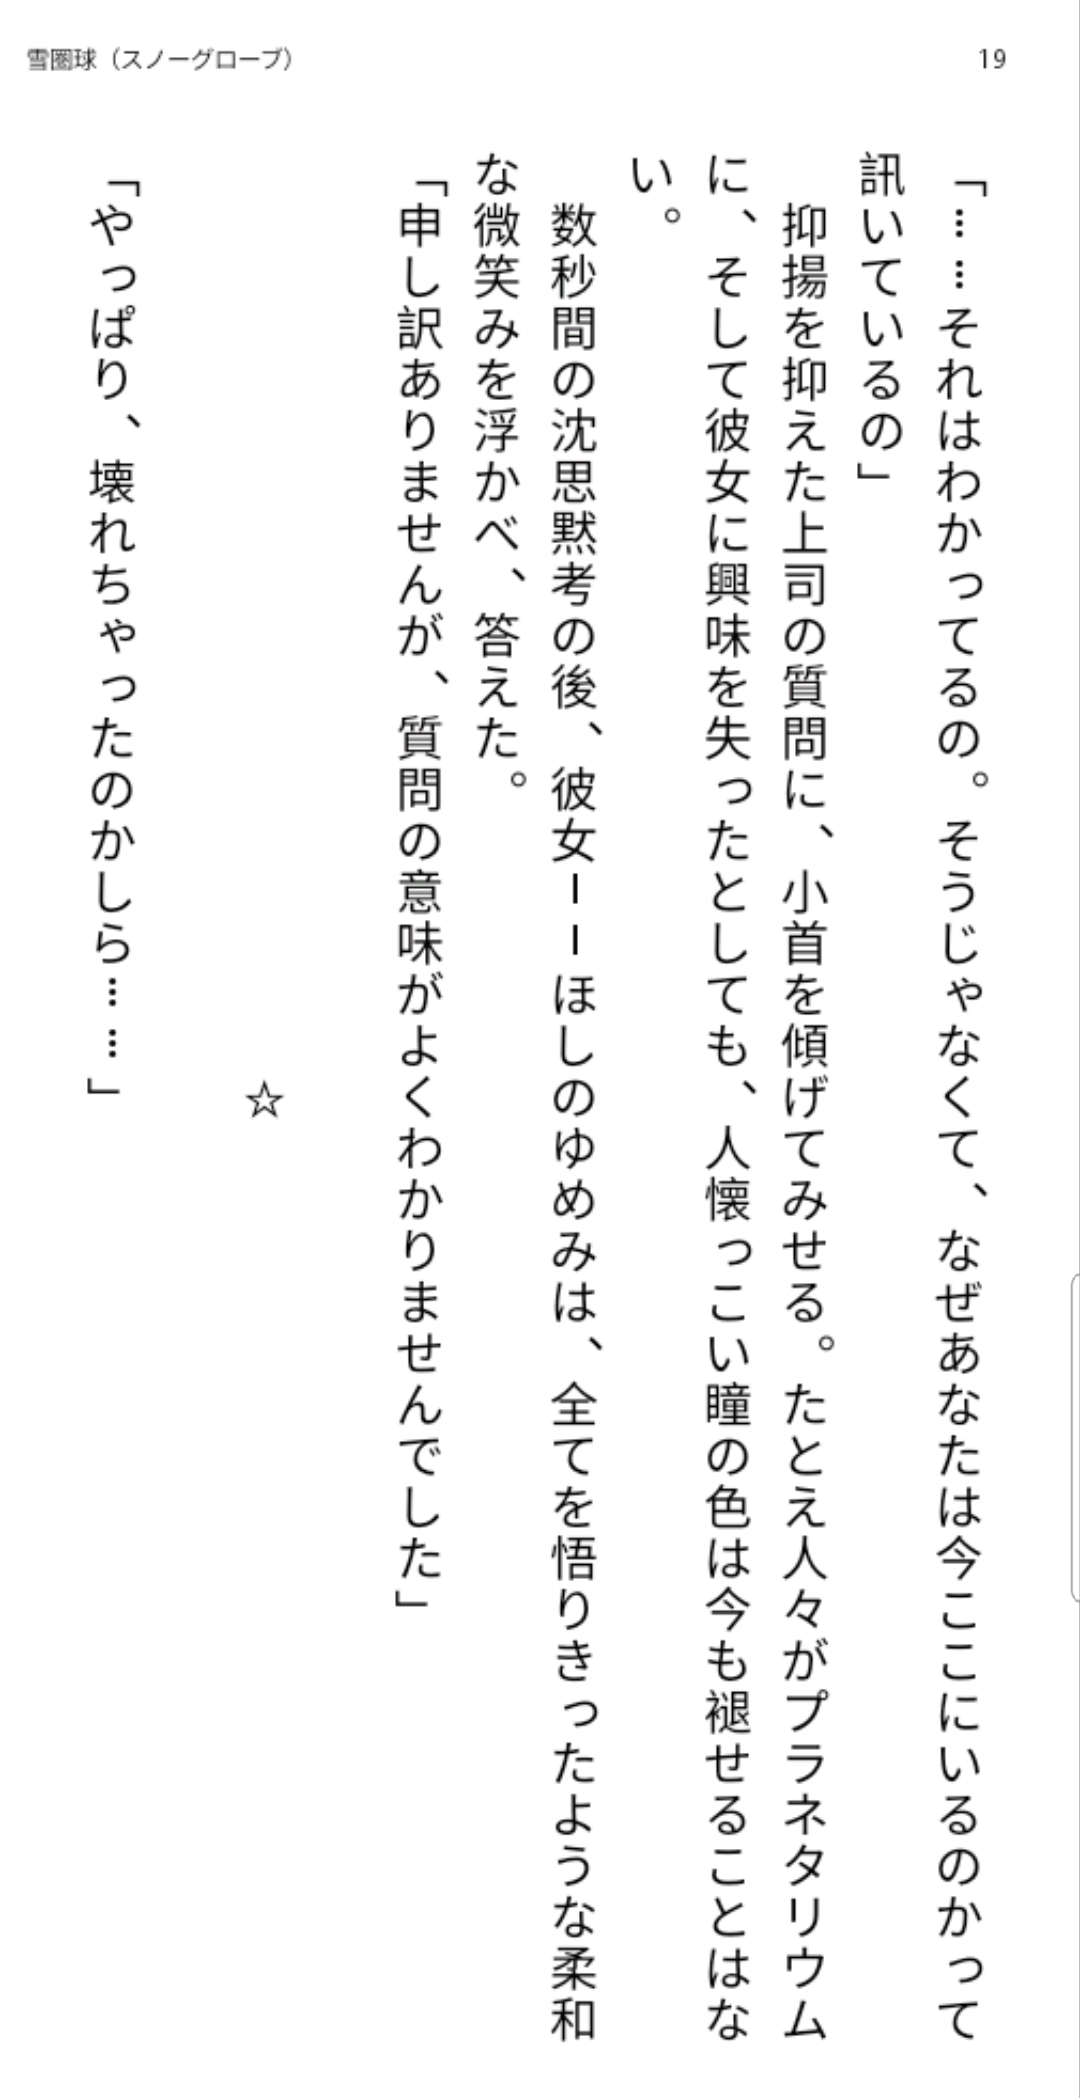 雪圏球（スノーグローブ）
19
「……それはわかってるの。そうじゃなくて、なぜあなたは今ここにいるのかって
訊いているの」
抑揚を抑えた上司の質問に、小首を傾げてみせる。たとえ人々がプラネタリウム
に、そして彼女に興味を失ったとしても、人懐っこい瞳の色は今も褪せることはな
い。
数秒間の沈思黙考の後、彼女ーーほしのゆめみは、全てを悟りきったような柔和
な微笑みを浮かべ、答えた。
「申し訳ありませんが、質問の意味がよくわかりませんでした」
☆
「やっぱり、壊れちゃったのかしら……」